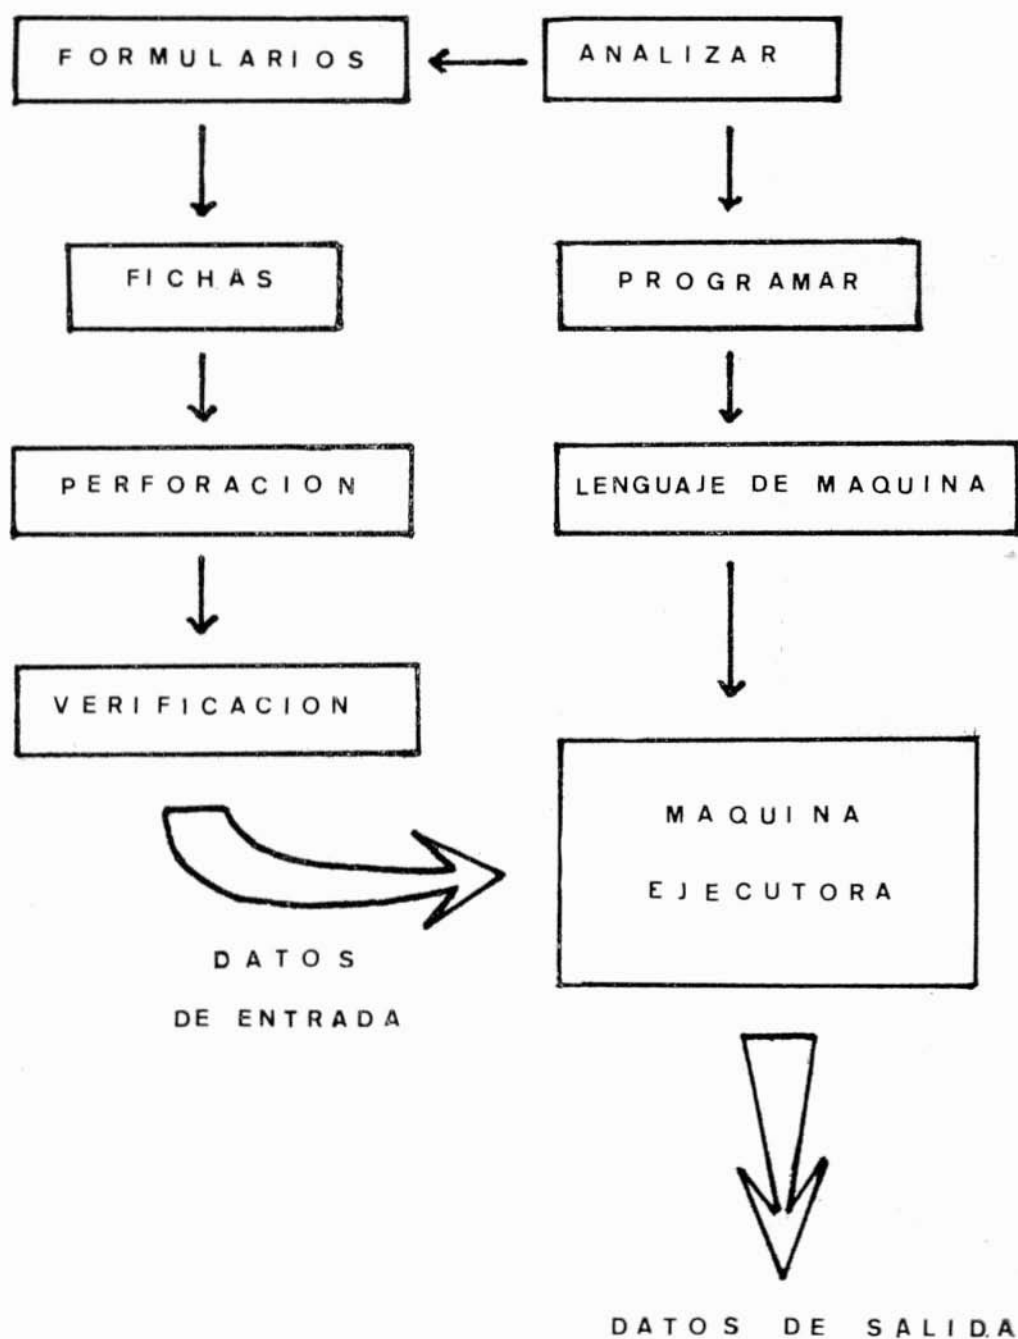 FORMULARIOS
ANALIZAR
FICHAS
PROGRAMAR
PERFORACION
LENGUAJE DE MAQUINA
VERIFICACION
MAQUINA
EJECUTORA
DATOS
DE ENTRADA
DATOS DE SALIDA